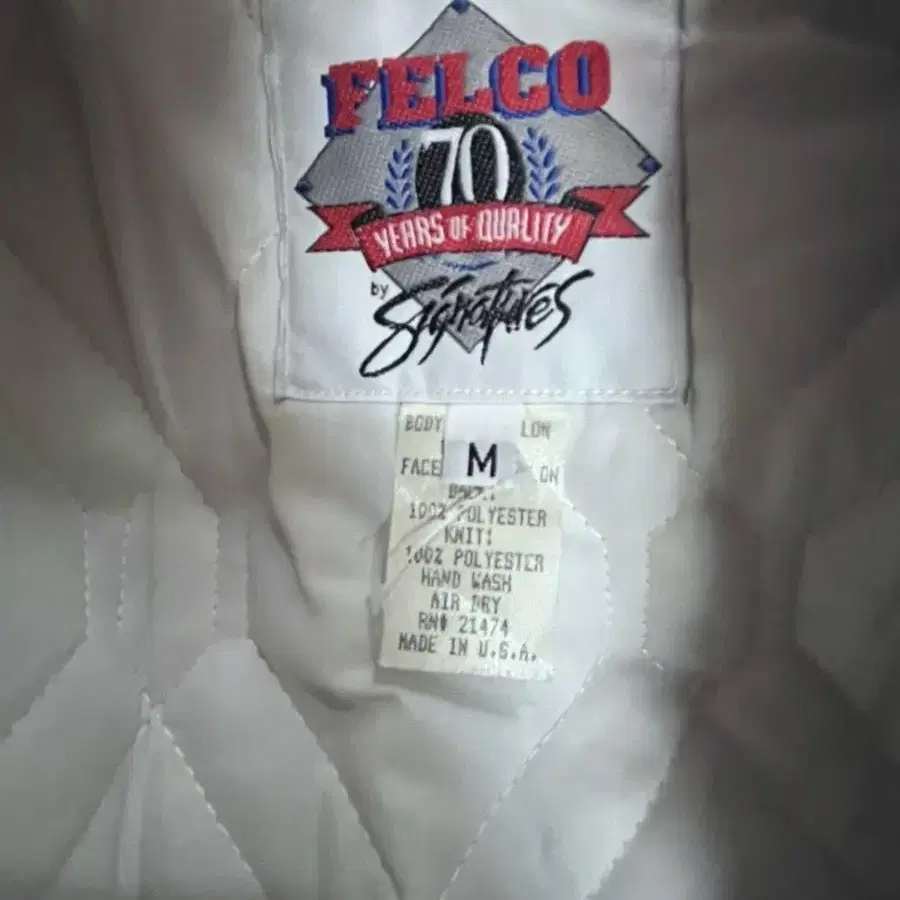 FELCO
70
YEARS OF QUALITY
by
Signatures
BODY
M
FACE
100% POLYESTER
KNIT:
100% POLYESTER
HAND WASH
AIR DRY
RN# 21474
MADE IN U.S.A.